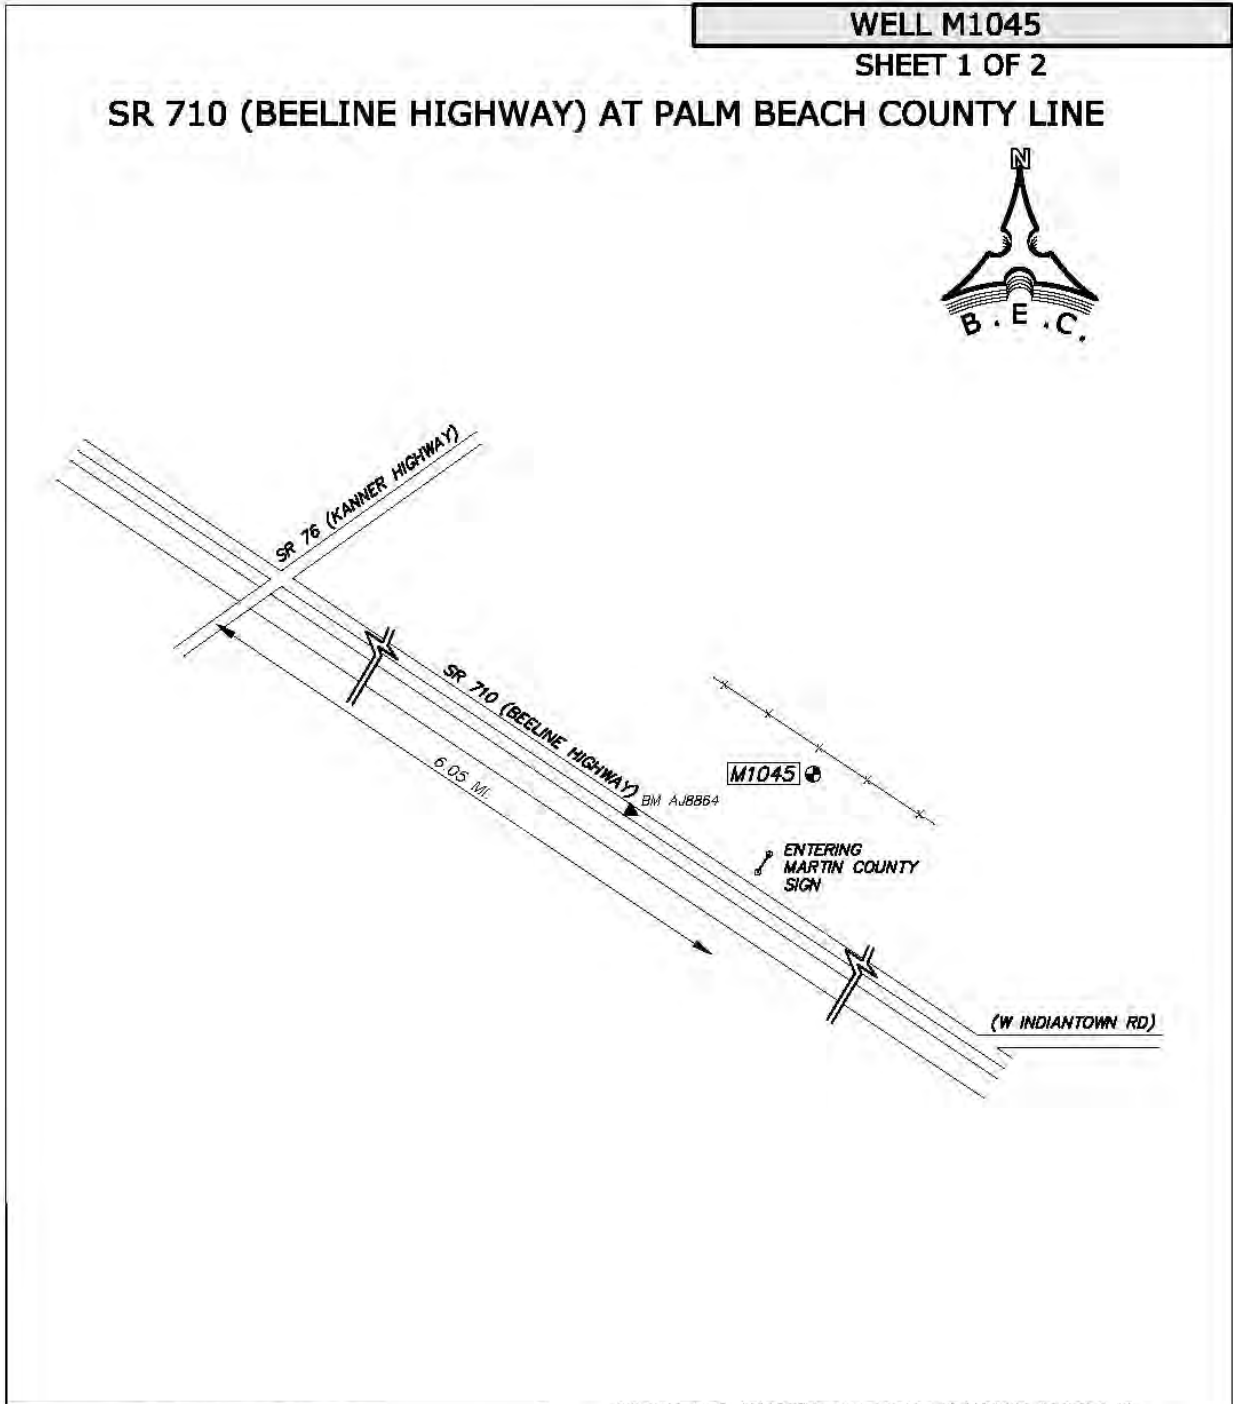 WELL M1045
SHEET 1 OF 2
SR 710 (BEELINE HIGHWAY) AT PALM BEACH COUNTY LINE
N
B.E.C.
SR 76 (KANNER HIGHWAY)
SR 710 (BEELINE HIGHWAY)
6.05 MI.
M1045
BM AJ8864
ENTERING
MARTIN COUNTY
SIGN
(W INDIANTOWN RD)